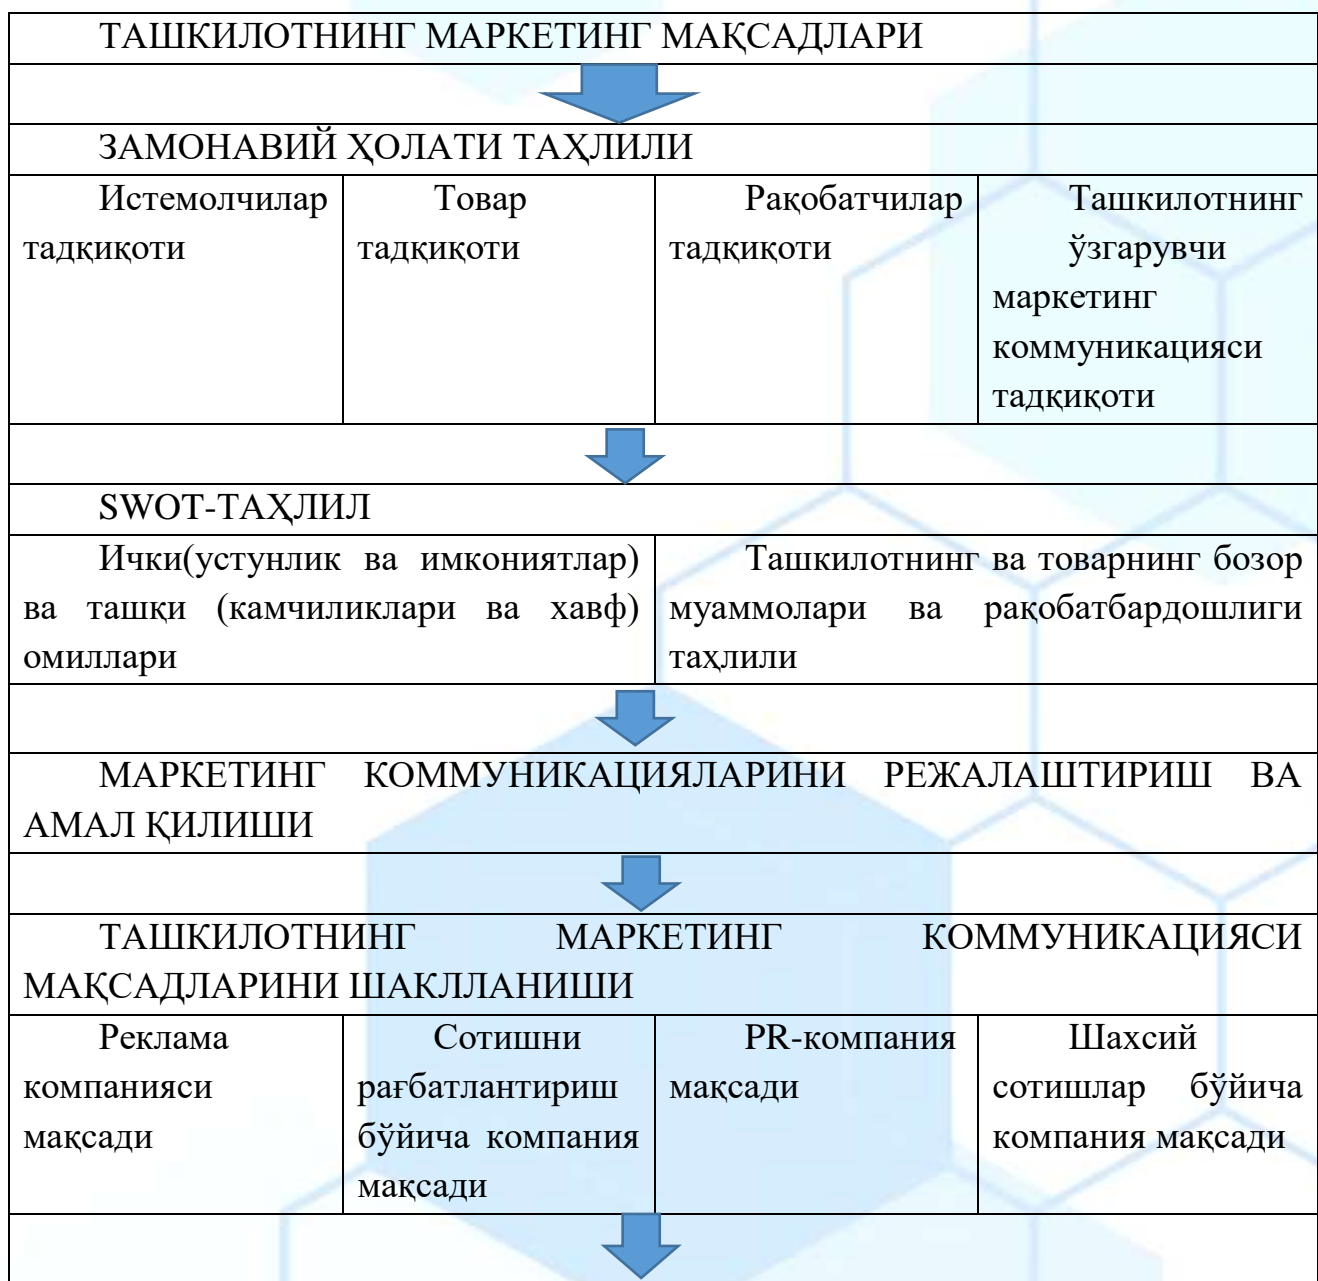 ТАШКИЛОТНИНГ МАРКЕТИНГ МАҚСАДЛАРИ
ЗАМОНАВИЙ ҲОЛАТИ ТАҲЛИЛИ
Истемолчилар
тадқиқоти
Товар
тадқиқоти
Рақобатчилар
тадқиқоти
Ташкилотнинг
ўзгарувчи
маркетинг
коммуникацияси
тадқиқоти
SWOT-ТАҲЛИЛ
Ички(устунлик ва имкониятлар)
ва ташқи (камчиликлари ва хавф)
омиллари
Ташкилотнинг ва товарнинг бозор
муаммолари ва рақобатбардошлиги
таҳлили
МАРКЕТИНГ КОММУНИКАЦИЯЛАРИНИ РЕЖАЛАШТИРИШ ВА
АМАЛ ҚИЛИШИ
ТАШКИЛОТНИНГ МАРКЕТИНГ КОММУНИКАЦИЯСИ
МАҚСАДЛАРИНИ ШАКЛЛАНИШИ
Реклама
компанияси
мақсади
Сотишни
рағбатлантириш
бўйича компания
мақсади
PR-компания
мақсади
Шахсий
сотишлар бўйича
компания мақсади